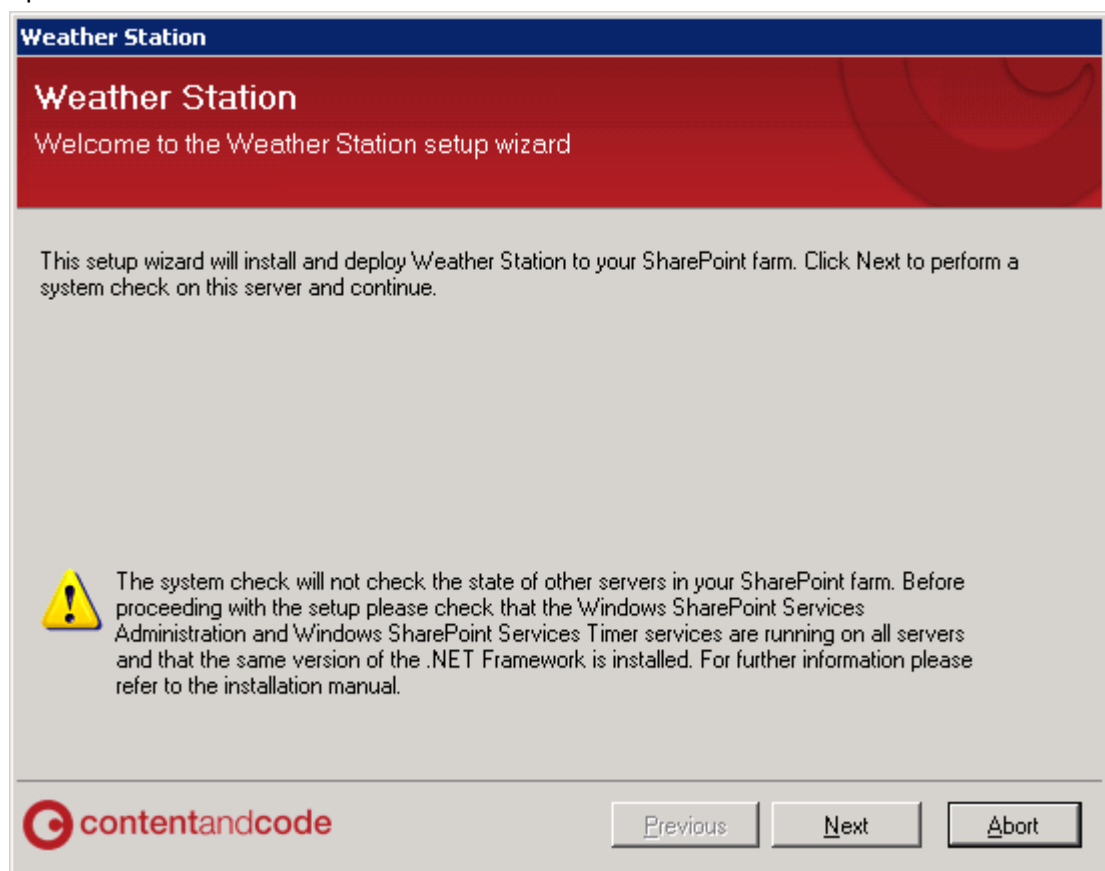 Weather Station
Weather Station
Welcome to the Weather Station setup wizard
This setup wizard will install and deploy Weather Station to your SharePoint farm. Click Next to perform a
system check on this server and continue.
The system check will not check the state of other servers in your SharePoint farm. Before
proceeding with the setup please check that the Windows SharePoint Services
Administration and Windows SharePoint Services Timer services are running on all servers
and that the same version of the .NET Framework is installed. For further information please
refer to the installation manual.
contentandcode
Previous
Next
Abort